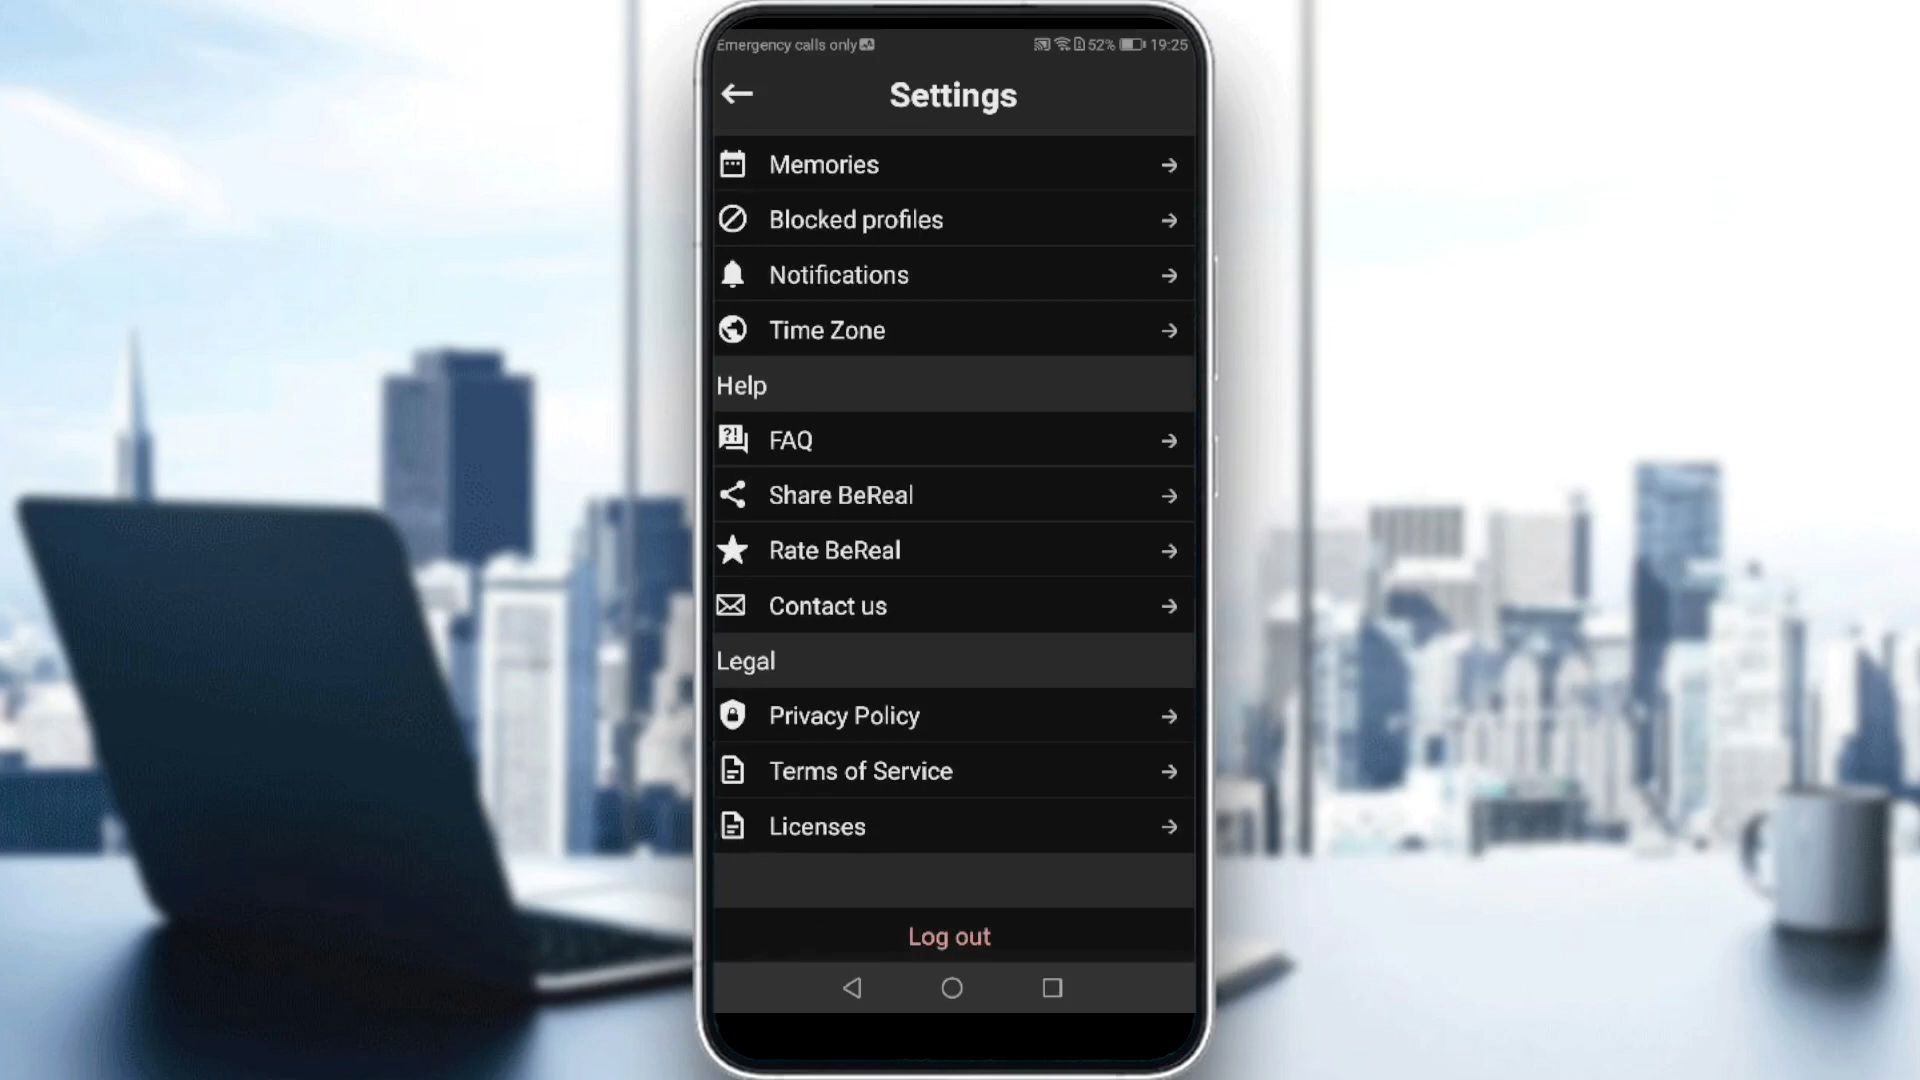 Emergency calls only
52% 19:25
Settings
Memories
Blocked profiles
Notifications
Time Zone
Help
FAQ
Share BeReal
Rate BeReal
Contact us
Legal
Privacy Policy
Terms of Service
Licenses
Log out